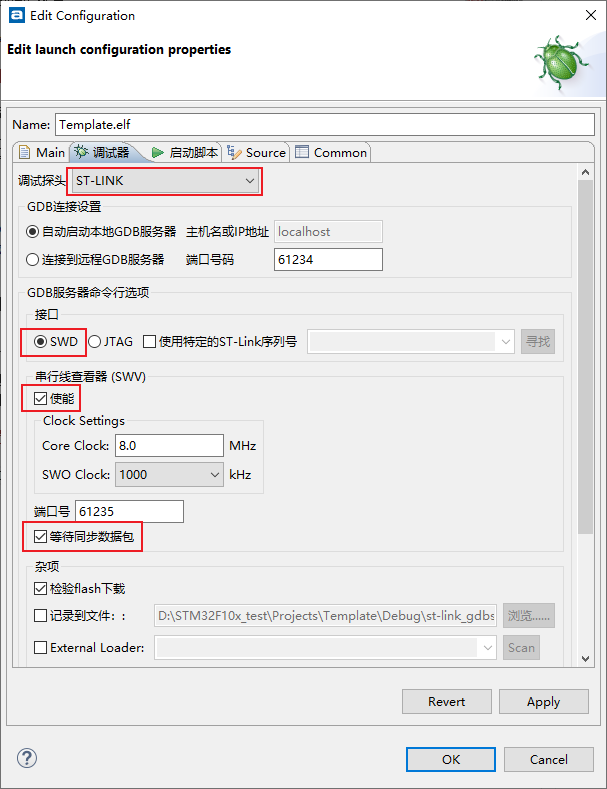 Edit Configuration
Edit launch configuration properties
Name: Template.elf
Main 调试器 启动脚本 Source Common
调试探头 ST-LINK
GDB连接设置
自动启动本地GDB服务器 主机名或IP地址 localhost
连接到远程GDB服务器 端口号码 61234
GDB服务器命令行选项
接口
SWD JTAG 使用特定的ST-Link序列号 寻找
串行线查看器 (SWV)
使能
Clock Settings
Core Clock: 8.0 MHz
SWO Clock: 1000 kHz
端口号 61235
等待同步数据包
杂项
检验flash下载
记录到文件：: D:\STM32F10x_test\Projects\Template\Debug\st-link_gdbs 浏览......
External Loader: Scan
Revert Apply
OK Cancel